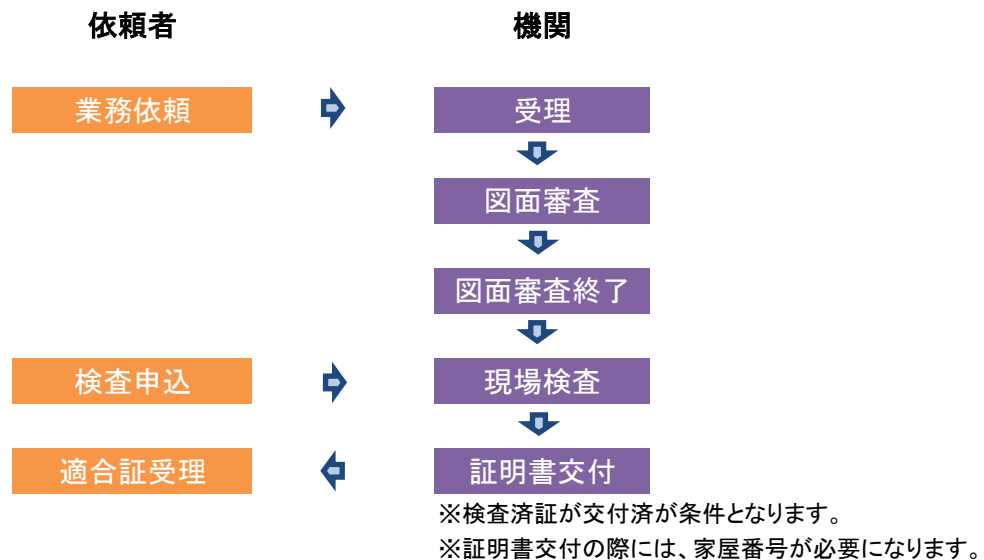 依頼者 機関
業務依頼 受理
図面審査
図面審査終了
検査申込 現場検査
適合証受理 証明書交付
※検査済証が交付済が条件となります。
※証明書交付の際には、家屋番号が必要になります。